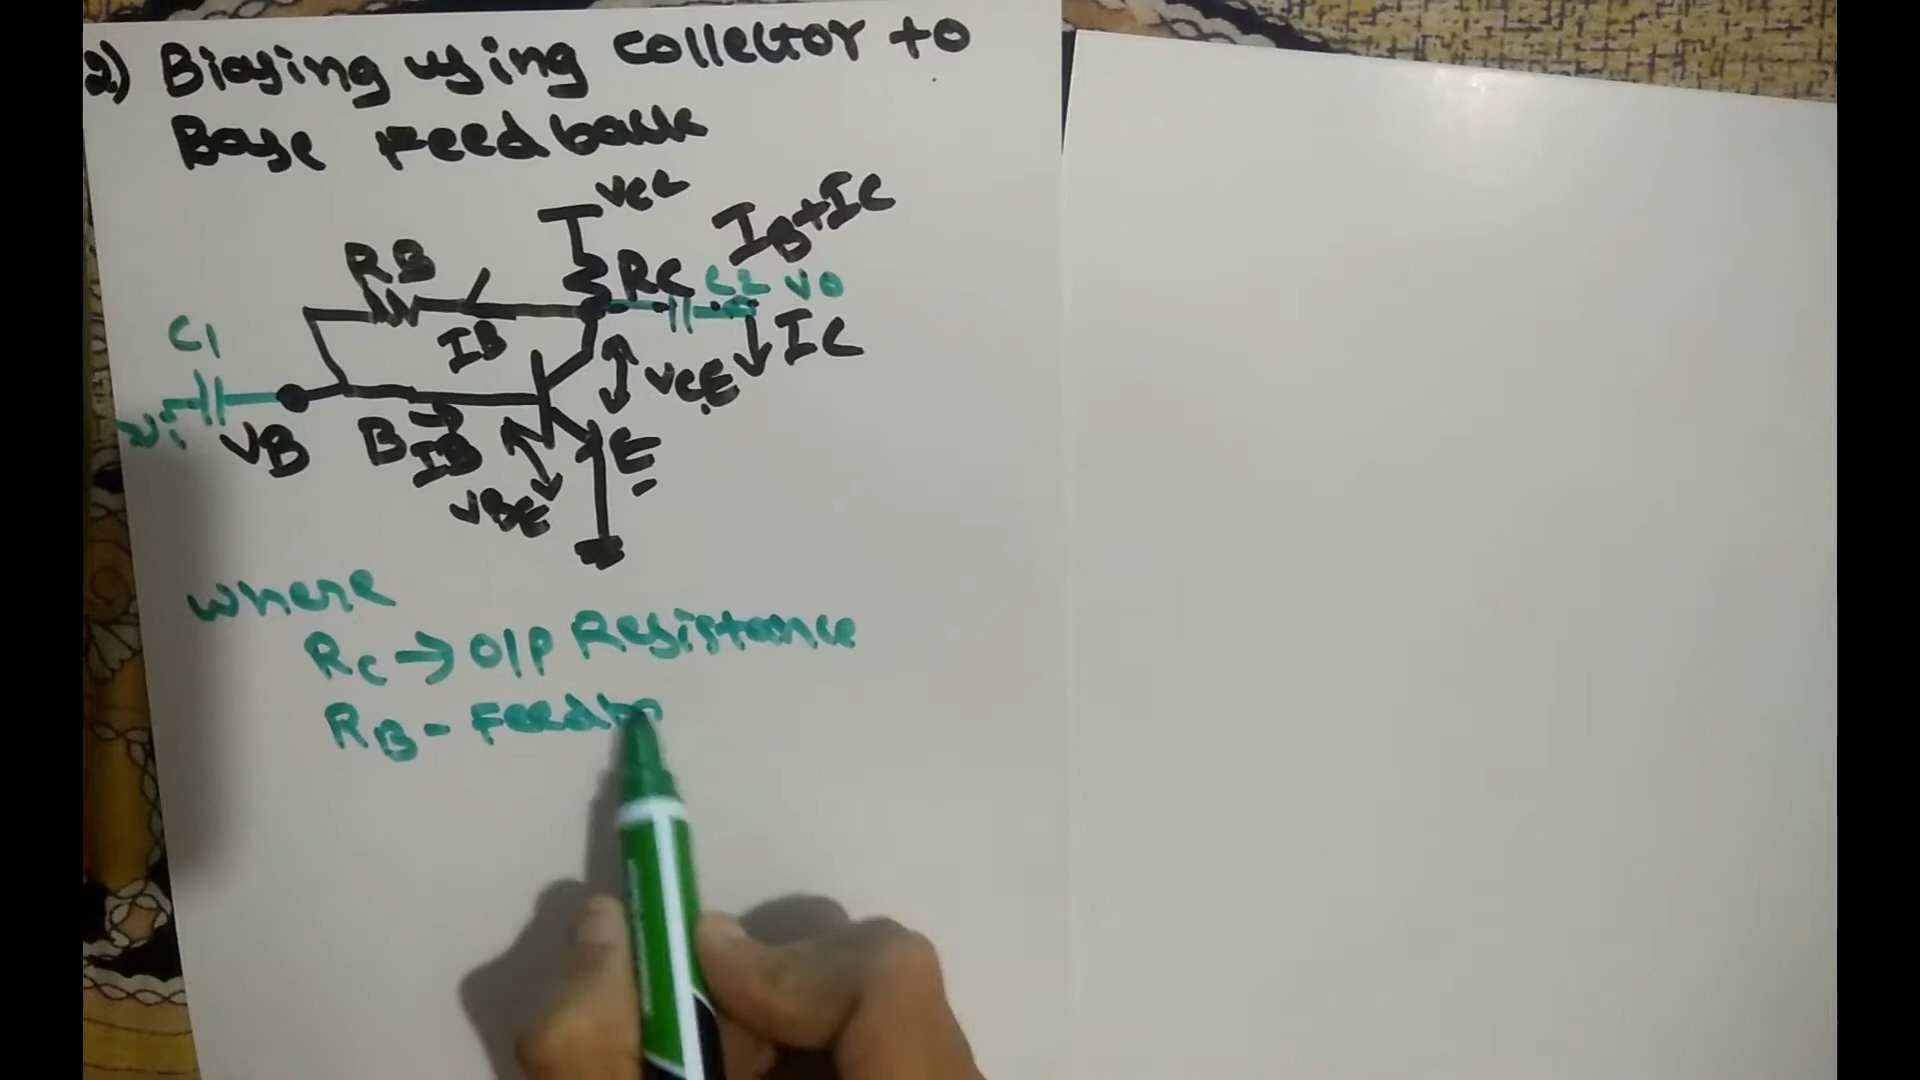 2) Biasing using collector to
Base Feedback
VCC
IB+IC
RB
RC
C2
VO
C1
IB
IC
VCE
Vi
VB
B
IB
E
VBE
where
RC → O/P Resistance
RB - Feedba